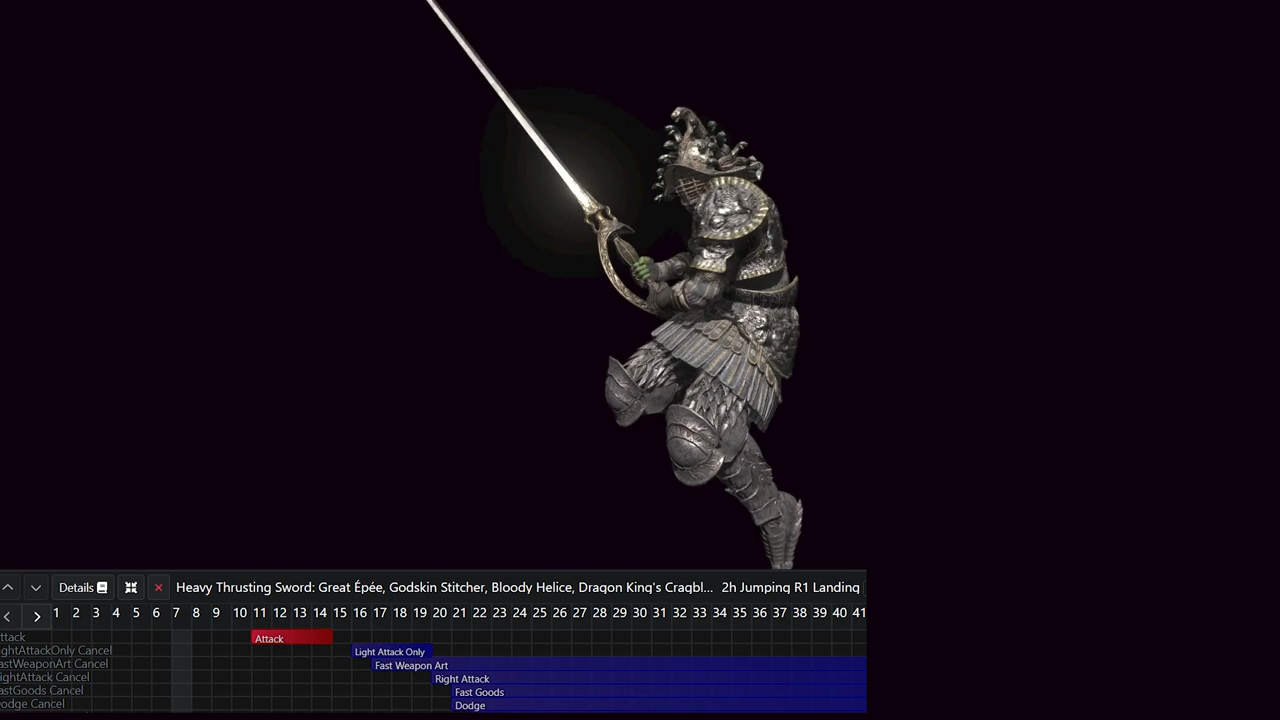 Details Heavy Thrusting Sword: Great Épée, Godskin Stitcher, Bloody Helice, Dragon King's Cragbl... 2h Jumping R1 Landing
1 2 3 4 5 6 7 8 9 10 11 12 13 14 15 16 17 18 19 20 21 22 23 24 25 26 27 28 29 30 31 32 33 34 35 36 37 38 39 40 41
ttack Attack
ightAttackOnly Cancel Light Attack Only
astWeaponArt Cancel Fast Weapon Art
ightAttack Cancel Right Attack
astGoods Cancel Fast Goods
odge Cancel Dodge